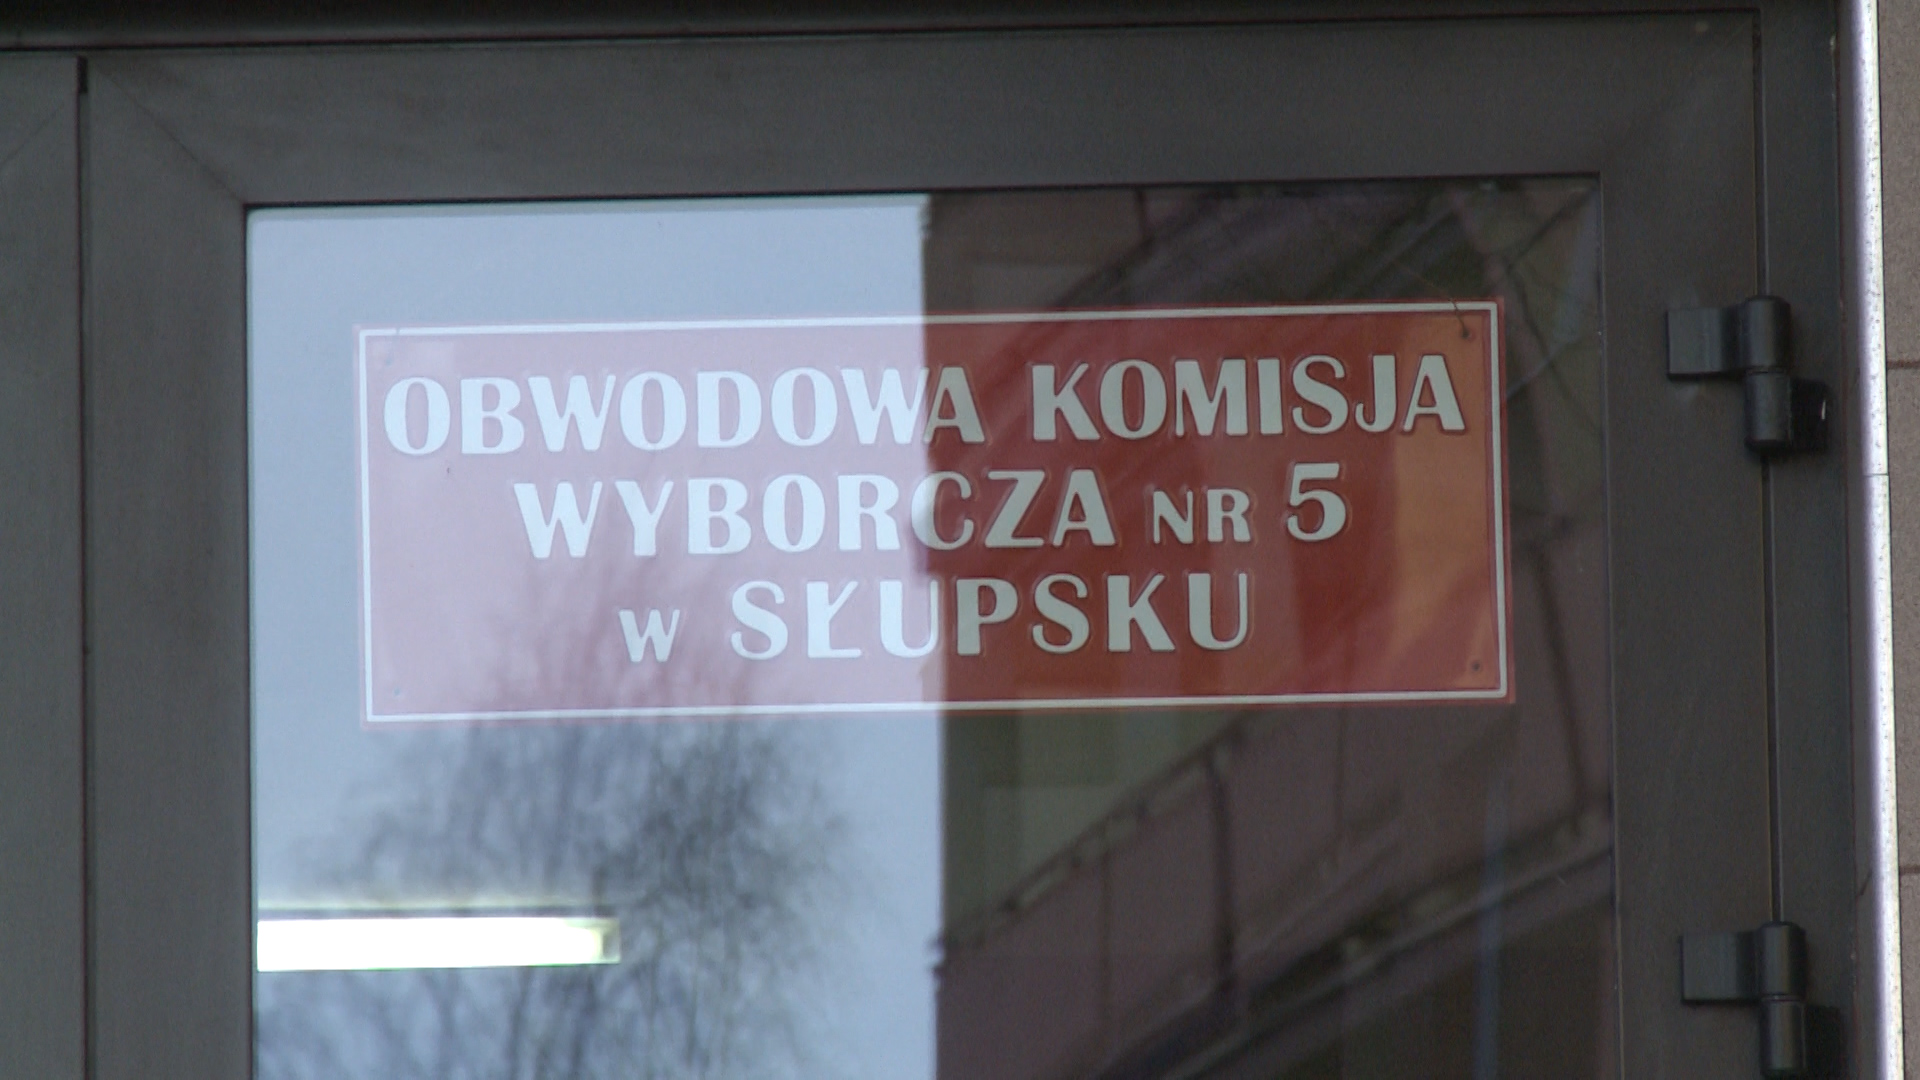 OBWODOWA KOMISJA
WYBORCZA NR 5
w SŁUPSKU